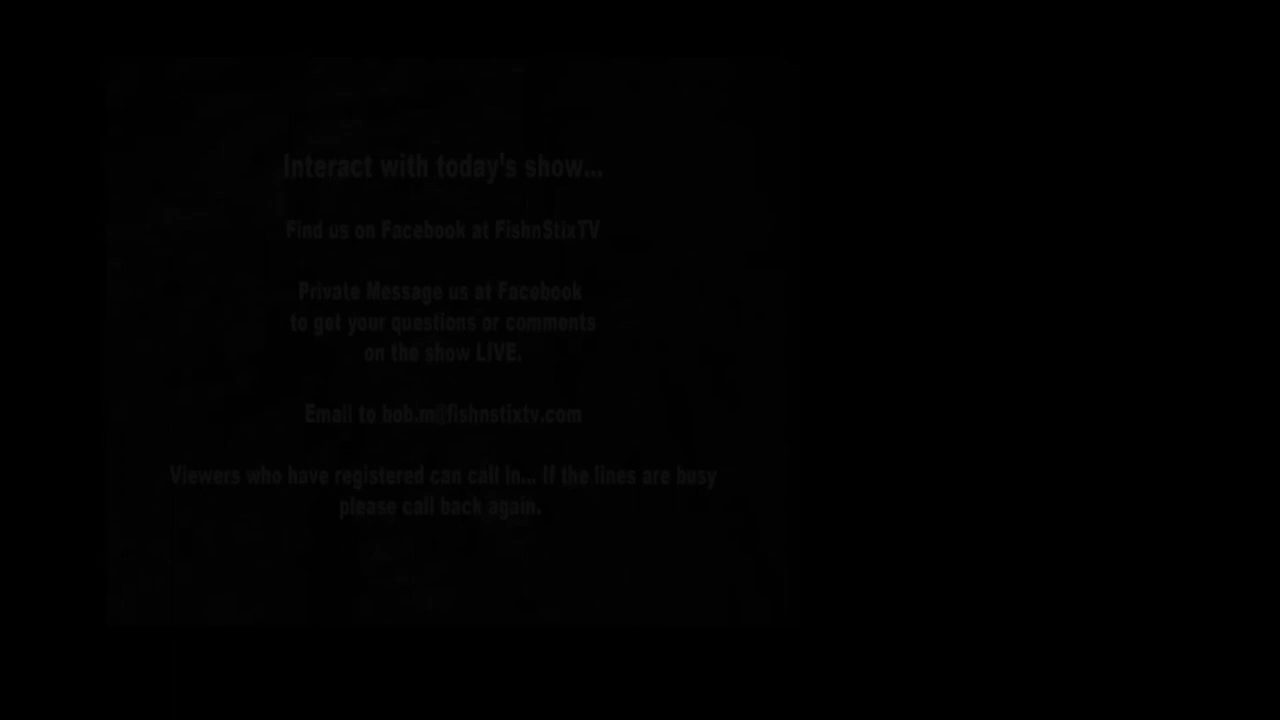 Interact with today's show...
Find us on Facebook at FishnStixTV
Private Message us at Facebook
to get your questions or comments
on the show LIVE.
Email to bob.m@fishnstixtv.com
Viewers who have registered can call in... If the lines are busy
please call back again.